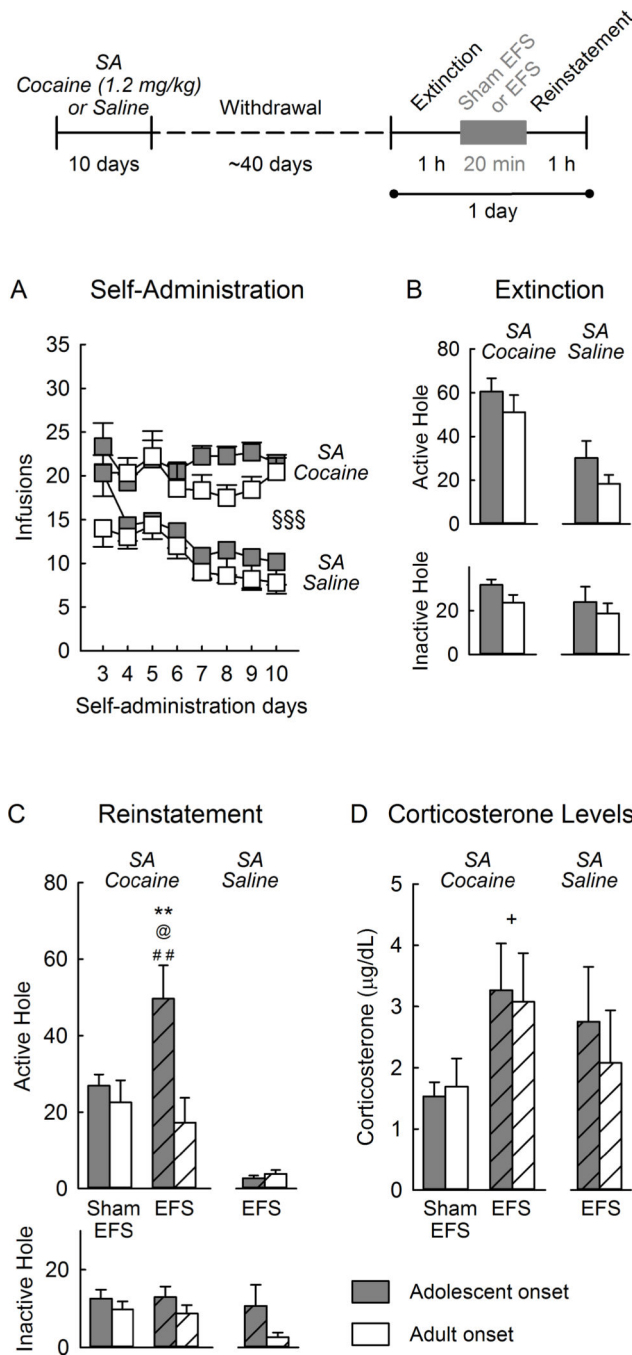 SA
Cocaine (1.2 mg/kg)
or Saline
Withdrawal
Extinction
Sham EFS
or EFS
Reinstatement
10 days
~40 days
1 h
20 min
1 h
1 day
A Self-Administration
35
30
25
20
15
10
5
0
Infusions
SA
Cocaine
§§§
SA
Saline
3 4 5 6 7 8 9 10
Self-administration days
B Extinction
SA
Cocaine
SA
Saline
60
40
20
0
Active Hole
20
0
Inactive Hole
C Reinstatement
SA
Cocaine
SA
Saline
80
60
40
20
0
Active Hole
**
@
##
Sham
EFS
EFS
EFS
20
0
Inactive Hole
D Corticosterone Levels
SA
Cocaine
SA
Saline
5
4
3
2
1
0
Corticosterone (µg/dL)
+
Sham
EFS
EFS
EFS
Adolescent onset
Adult onset